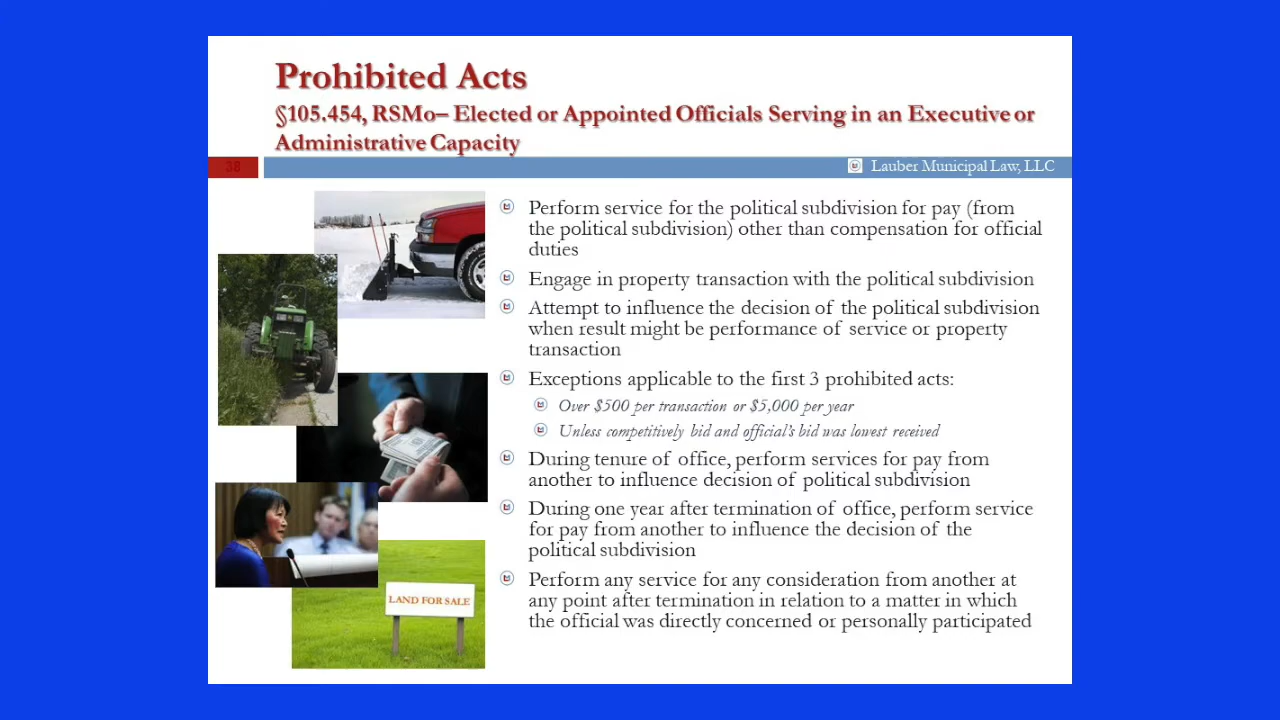 Prohibited Acts
§105.454, RSMo– Elected or Appointed Officials Serving in an Executive or
Administrative Capacity
38
Lauber Municipal Law, LLC
Perform service for the political subdivision for pay (from
the political subdivision) other than compensation for official
duties
Engage in property transaction with the political subdivision
Attempt to influence the decision of the political subdivision
when result might be performance of service or property
transaction
Exceptions applicable to the first 3 prohibited acts:
Over $500 per transaction or $5,000 per year
Unless competitively bid and official's bid was lowest received
During tenure of office, perform services for pay from
another to influence decision of political subdivision
During one year after termination of office, perform service
for pay from another to influence the decision of the
political subdivision
Perform any service for any consideration from another at
any point after termination in relation to a matter in which
the official was directly concerned or personally participated
LAND FOR SALE